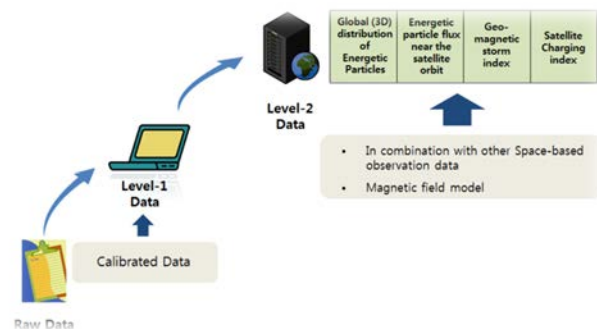 Global (3D)
distribution
of
Energetic
Particles
Energetic
particle flux
near the
satellite
orbit
Geo-
magnetic
storm
index
Satellite
Charging
index
Level-2
Data
• In combination with other Space-based
observation data
• Magnetic field model
Level-1
Data
Calibrated Data
Raw Data